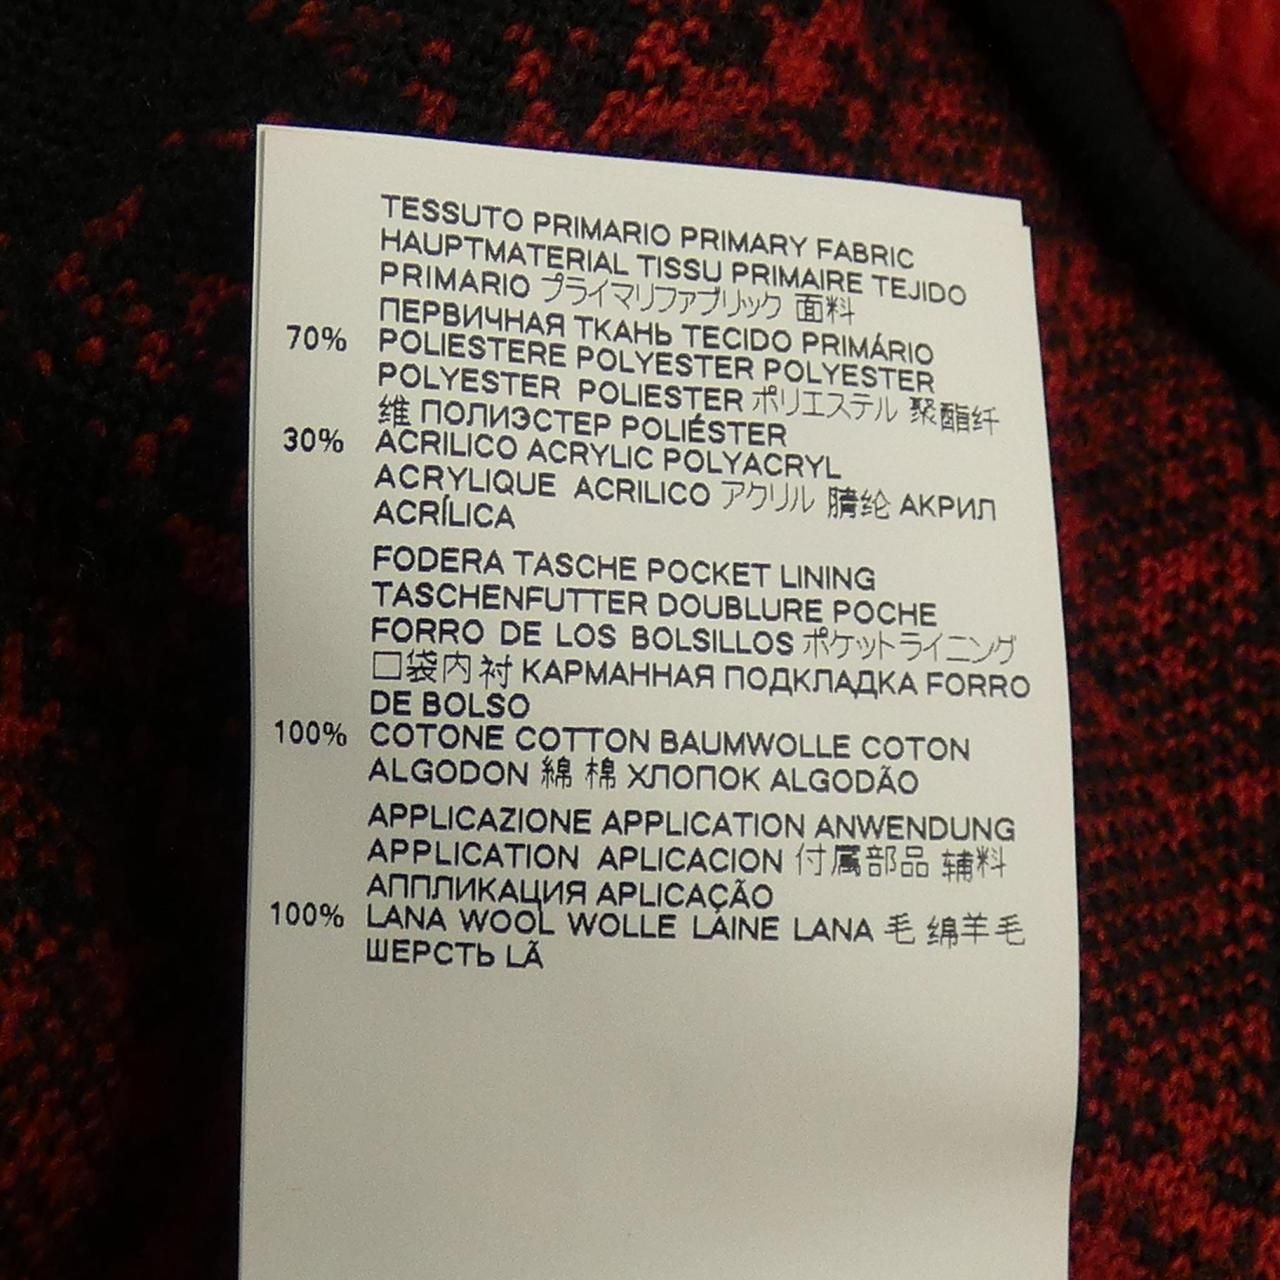 TESSUTO PRIMARIO PRIMARY FABRIC
HAUPTMATERIAL TISSU PRIMAIRE TEJIDO
PRIMARIO プライマリファブリック 面料
ПЕРВИЧНАЯ ТКАНЬ TECIDO PRIMÁRIO
70% POLIESTERE POLYESTER POLYESTER
POLYESTER POLIESTER ポリエステル 聚酯纤
维 ПОЛИЭСТЕР POLIÉSTER
30% ACRILICO ACRYLIC POLYACRYL
ACRYLIQUE ACRILICO アクリル 腈纶 АКРИЛ
ACRÍLICA
FODERA TASCHE POCKET LINING
TASCHENFUTTER DOUBLURE POCHE
FORRO DE LOS BOLSILLOS ポケットライニング
口袋内衬 КАРМАННАЯ ПОДКЛАДКА FORRO
DE BOLSO
100% COTONE COTTON BAUMWOLLE COTON
ALGODON 綿 棉 ХЛОПОК ALGODÃO
APPLICAZIONE APPLICATION ANWENDUNG
APPLICATION APLICACION 付属部品 辅料
АППЛИКАЦИЯ APLICAÇÃO
100% LANA WOOL WOLLE LAINE LANA 毛 绵羊毛
ШЕРСТЬ LÃ